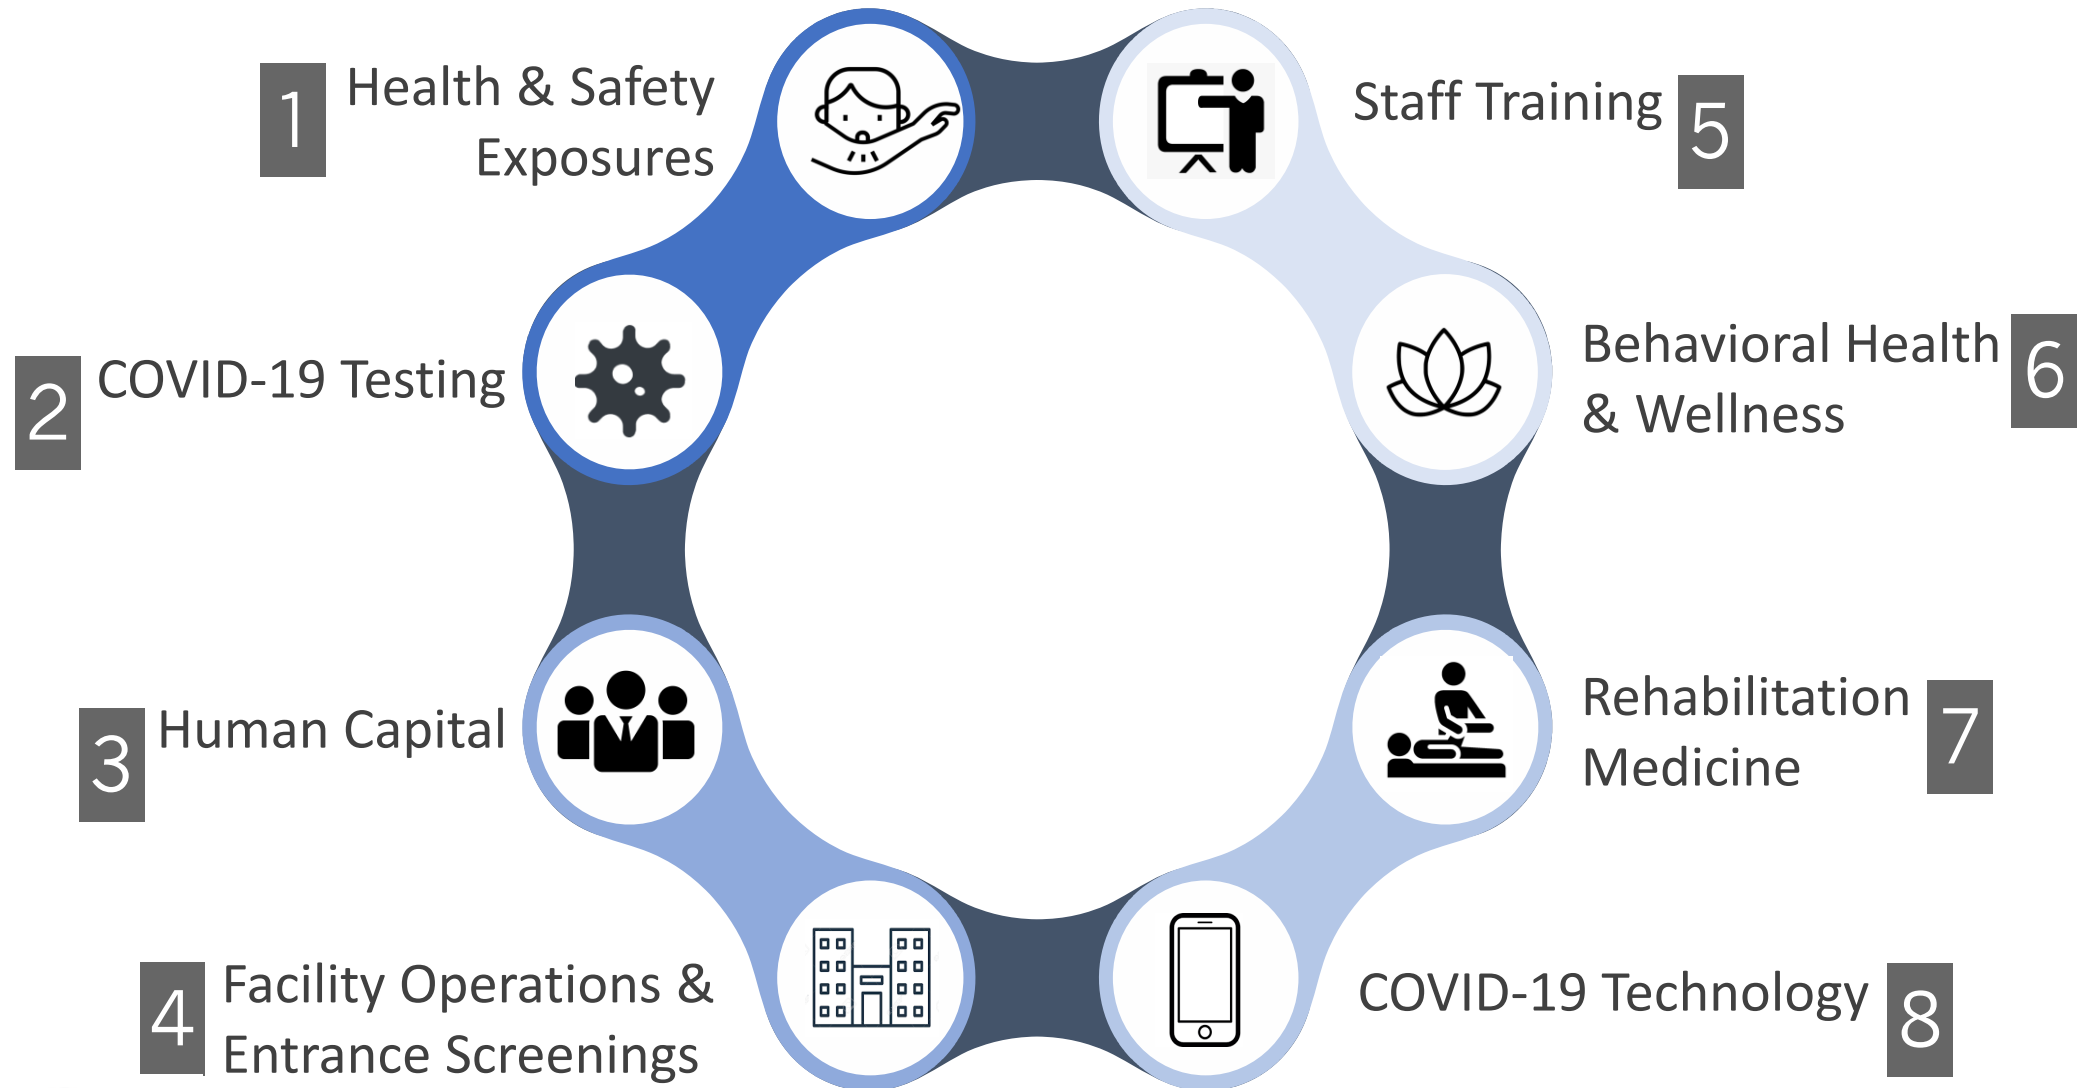 1
Health & Safety
Exposures
2
COVID-19 Testing
3
Human Capital
4
Facility Operations &
Entrance Screenings
Staff Training
5
Behavioral Health
& Wellness
6
Rehabilitation
Medicine
7
COVID-19 Technology
8